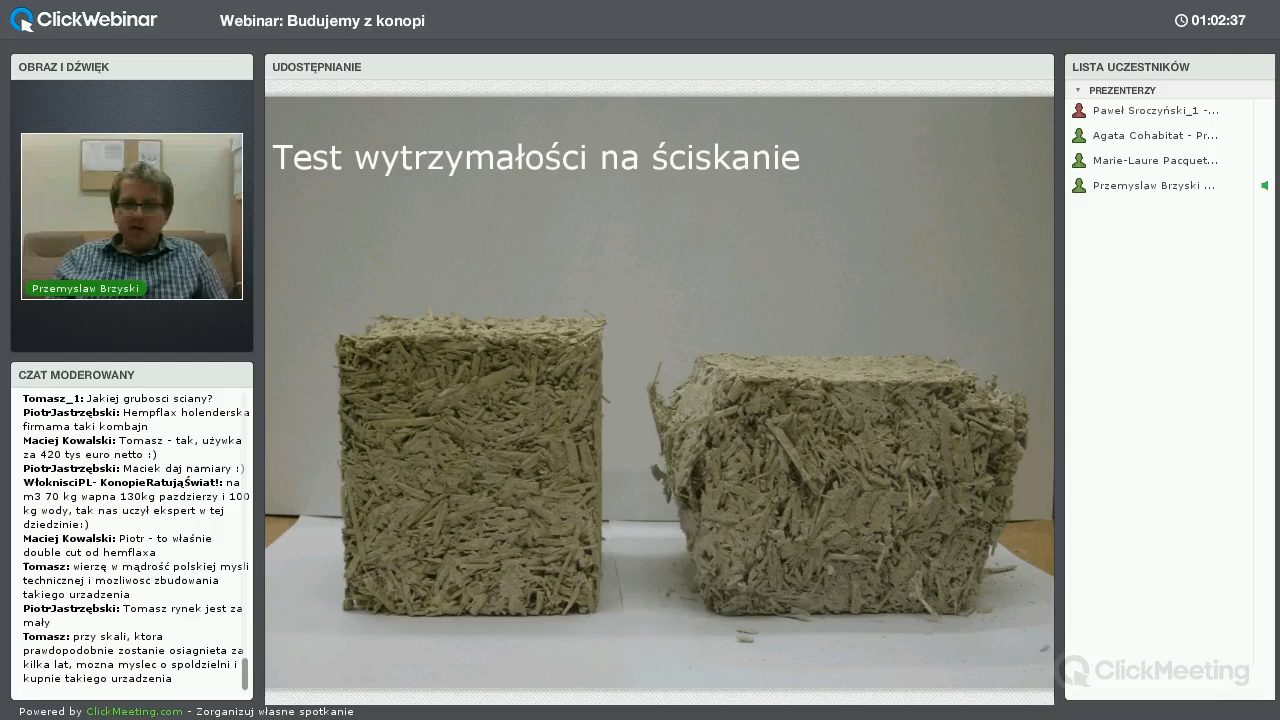 ClickWebinar
Webinar: Budujemy z konopi
01:02:37
OBRAZ I DŹWIĘK
Przemyslaw Brzyski
CZAT MODEROWANY
Tomasz_1: Jakiej grubosci sciany?
PiotrJastrzębski: Hempflax holenderska
firmama taki kombajn
Maciej Kowalski: Tomasz - tak, używka
za 420 tys euro netto :)
PiotrJastrzębski: Maciek daj namiary :)
WłoknisciPL- KonopieRatująŚwiat!: na
m3 70 kg wapna 130kg pazdzierzy i 100
kg wody, tak nas uczył ekspert w tej
dziedzinie:)
Maciej Kowalski: Piotr - to właśnie
double cut od hemflaxa
Tomasz: wierzę w mądrość polskiej mysli
technicznej i mozliwosc zbudowania
takiego urzadzenia
PiotrJastrzębski: Tomasz rynek jest za
mały
Tomasz: przy skali, ktora
prawdopodobnie zostanie osiagnieta za
kilka lat, mozna myslec o spoldzielni i
kupnie takiego urzadzenia
UDOSTĘPNIANIE
Test wytrzymałości na ściskanie
LISTA UCZESTNIKÓW
PREZENTERZY
Paweł Sroczyński_1 -...
Agata Cohabitat - Pr...
Marie-Laure Pacquet...
Przemyslaw Brzyski ...
ClickMeeting
Powered by ClickMeeting.com - Zorganizuj własne spotkanie